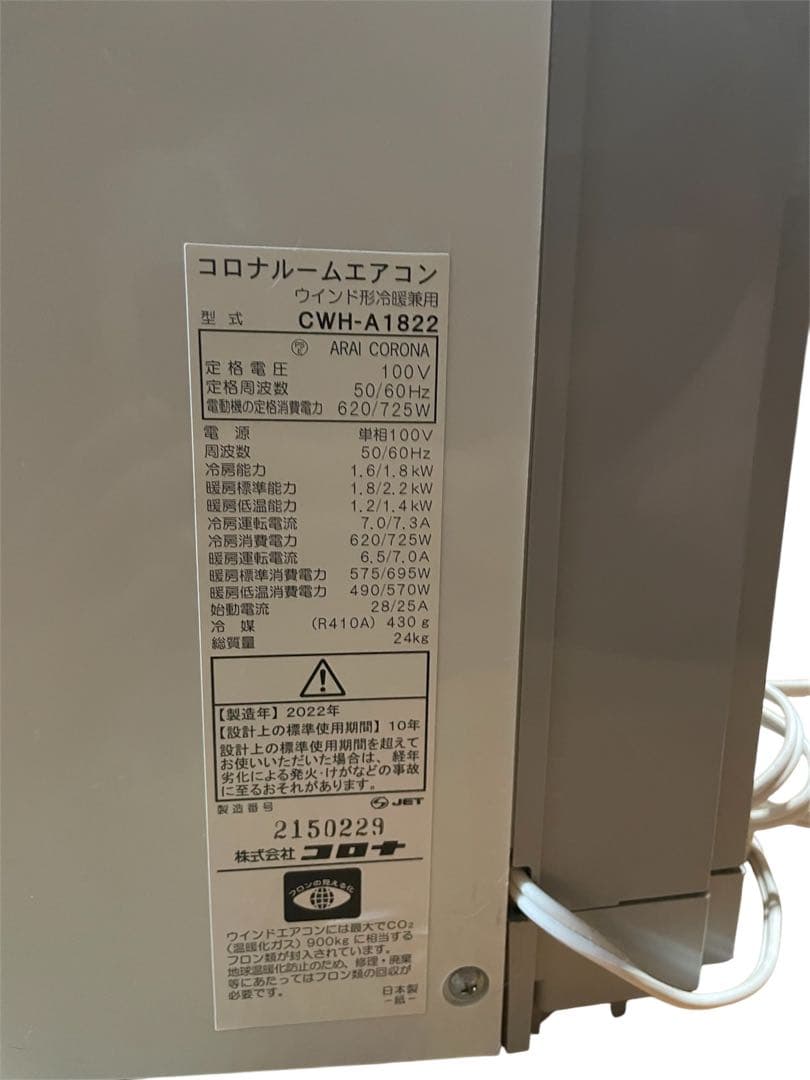 コロナルームエアコン
ウインド形冷暖兼用
型式 CWH-A1822
ARAI CORONA
定格電圧 100V
定格周波数 50/60Hz
電動機の定格消費電力 620/725W
電源 単相100V
周波数 50/60Hz
冷房能力 1.6/1.8kW
暖房標準能力 1.8/2.2kW
暖房低温能力 1.2/1.4kW
冷房運転電流 7.0/7.3A
冷房消費電力 620/725W
暖房運転電流 6.5/7.0A
暖房標準消費電力 575/695W
暖房低温消費電力 490/570W
始動電流 28/25A
冷媒 (R410A) 430g
総質量 24kg
【製造年】2022年
【設計上の標準使用期間】10年
設計上の標準使用期間を超えて
お使いいただいた場合は、経年
劣化による発火・けがなどの事故
に至るおそれがあります。
JET
製造番号
2150229
株式会社 コロナ
フロンの見える化
ウインドエアコンには最大でCO₂
(温暖化ガス) 900kgに相当する
フロン類が封入されています。
地球温暖化防止のため、修理・廃棄
等にあたってはフロン類の回収が
必要です。
日本製
-紙-